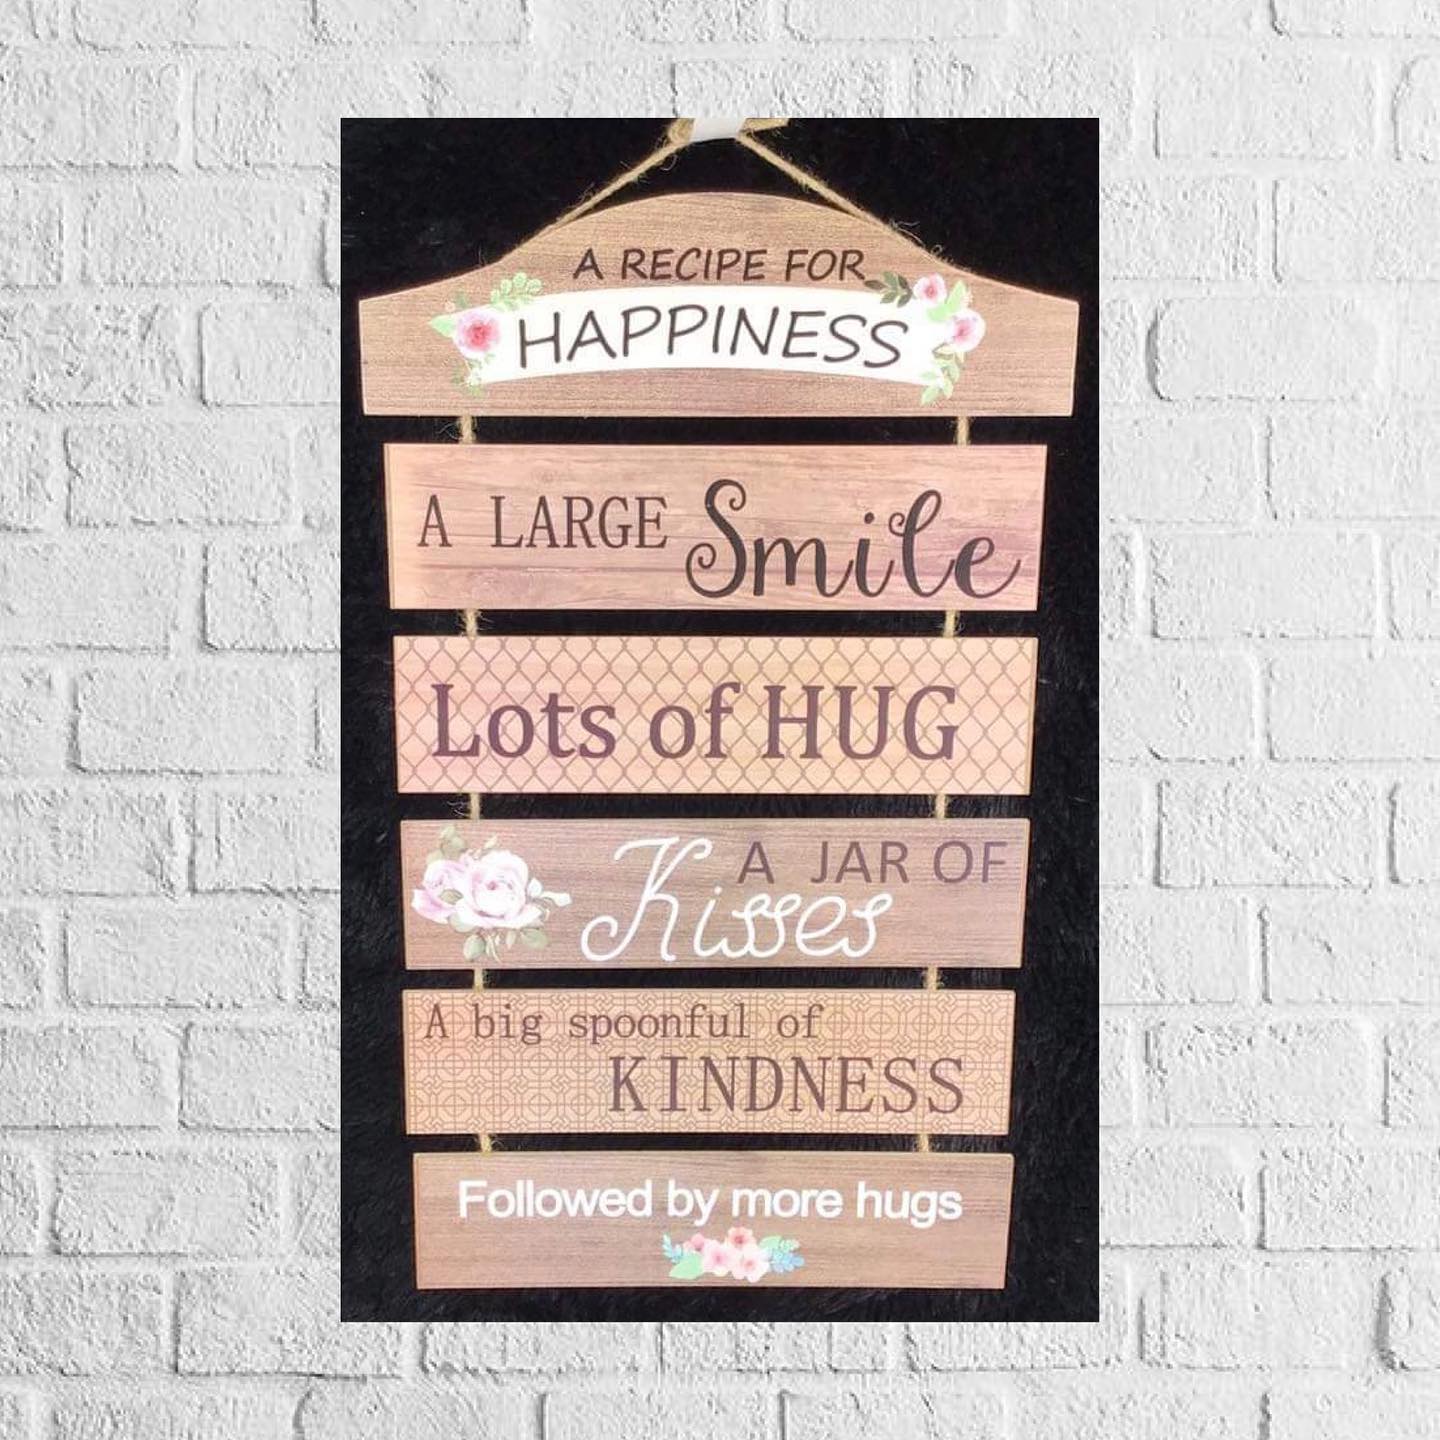 A RECIPE FOR
HAPPINESS
A LARGE Smile
Lots of HUG
A JAR OF
Kisses
A big spoonful of
KINDNESS
Followed by more hugs